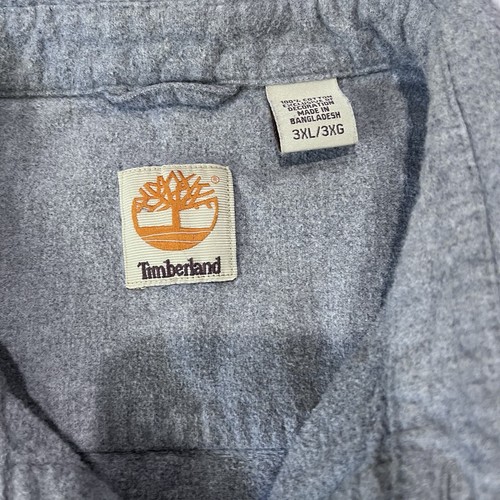 100% COTTON
EXCLUSIVE OF
DECORATION
MADE IN
BANGLADESH
3XL/3XG
®
Timberland